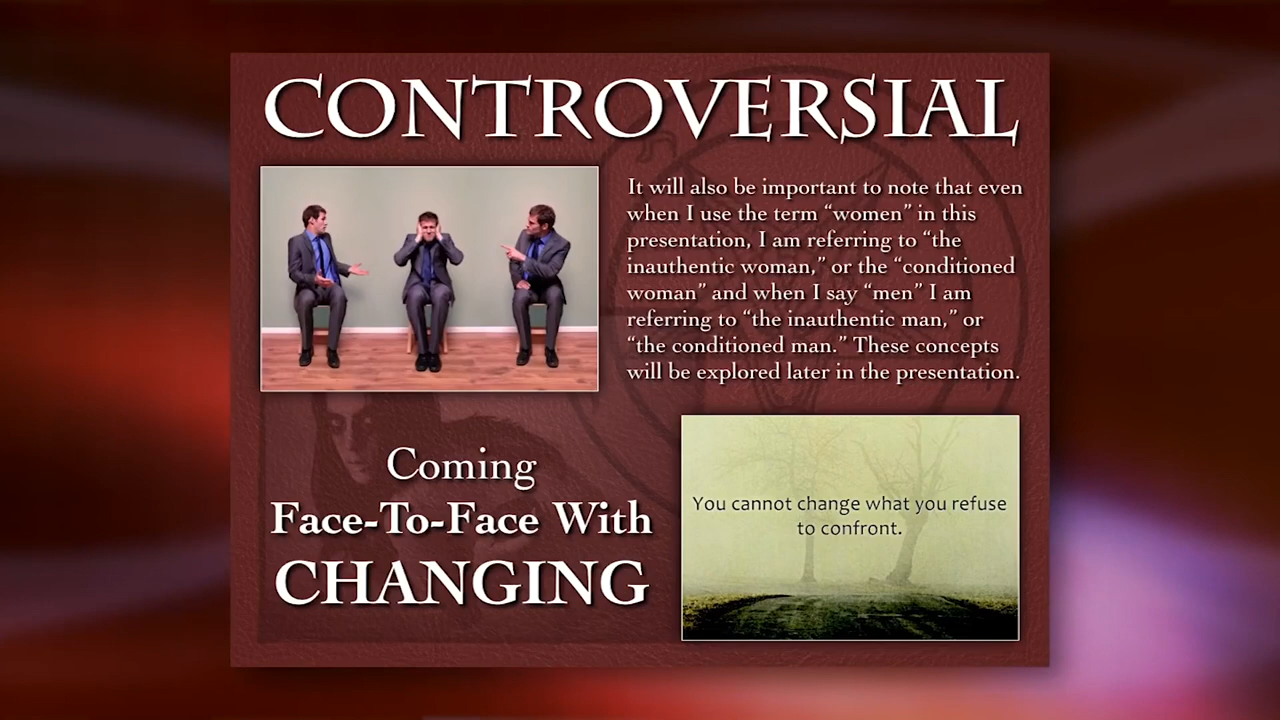 CONTROVERSIAL
It will also be important to note that even
when I use the term “women” in this
presentation, I am referring to “the
inauthentic woman,” or the “conditioned
woman” and when I say “men” I am
referring to “the inauthentic man,” or
“the conditioned man.” These concepts
will be explored later in the presentation.
Coming
Face-To-Face With
CHANGING
You cannot change what you refuse
to confront.